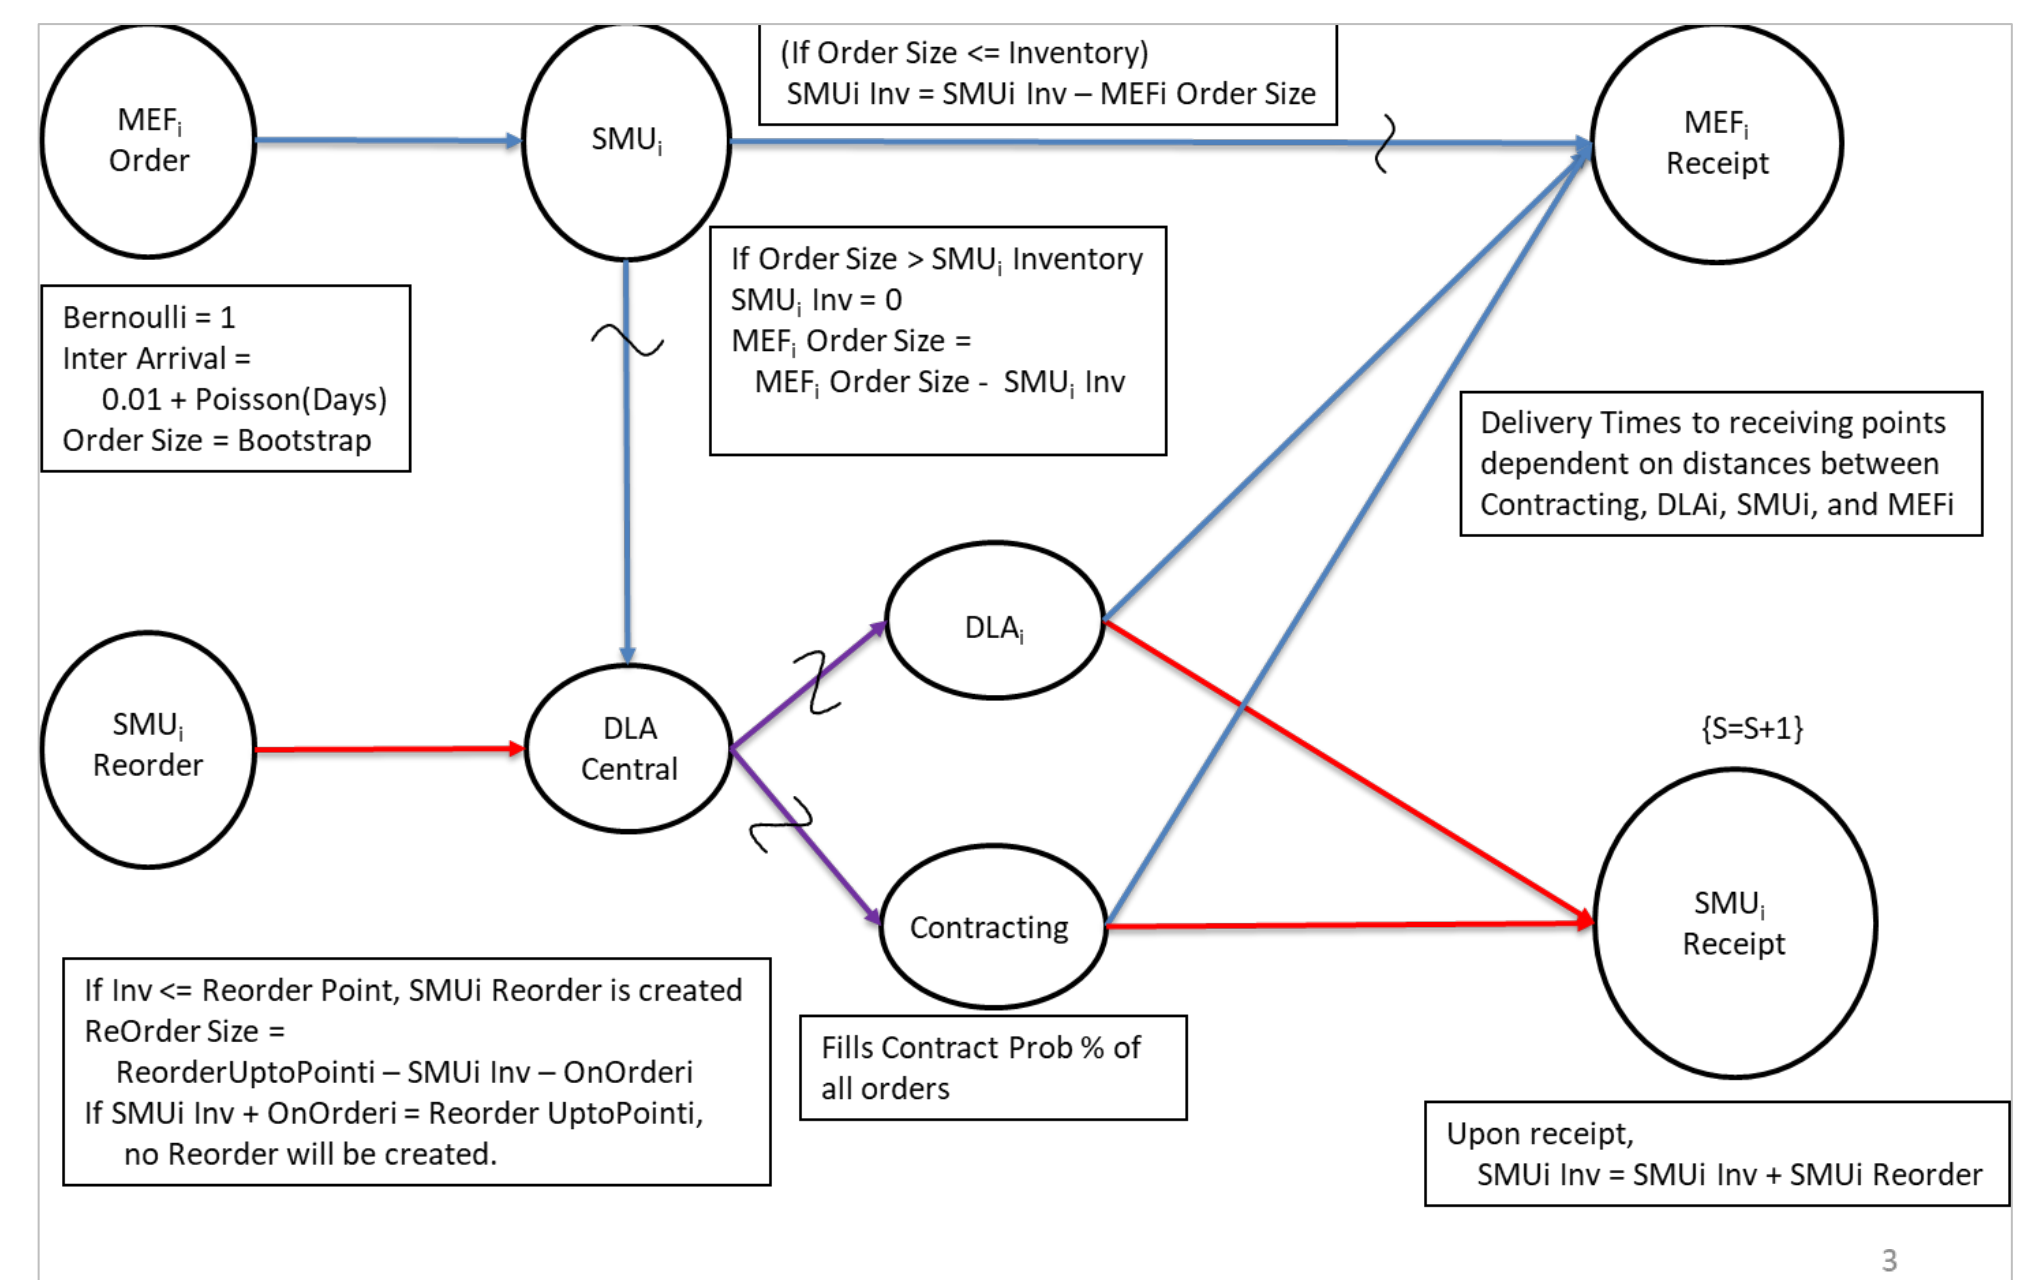 MEFi
Order
SMUi
(If Order Size <= Inventory)
SMUi Inv = SMUi Inv – MEFi Order Size
MEFi
Receipt
Bernoulli = 1
Inter Arrival =
0.01 + Poisson(Days)
Order Size = Bootstrap
If Order Size > SMUi Inventory
SMUi Inv = 0
MEFi Order Size =
MEFi Order Size - SMUi Inv
Delivery Times to receiving points
dependent on distances between
Contracting, DLAi, SMUi, and MEFi
SMUi
Reorder
DLA
Central
DLAi
Contracting
{S=S+1}
SMUi
Receipt
If Inv <= Reorder Point, SMUi Reorder is created
ReOrder Size =
ReorderUptoPointi – SMUi Inv – OnOrderi
If SMUi Inv + OnOrderi = Reorder UptoPointi,
no Reorder will be created.
Fills Contract Prob % of
all orders
Upon receipt,
SMUi Inv = SMUi Inv + SMUi Reorder
3